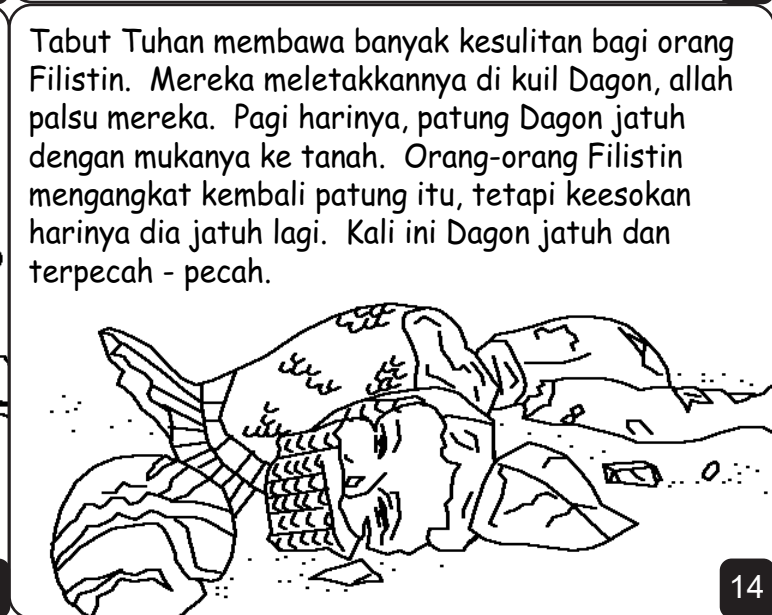 Tabut Tuhan membawa banyak kesulitan bagi orang
Filistin. Mereka meletakkannya di kuil Dagon, allah
palsu mereka. Pagi harinya, patung Dagon jatuh
dengan mukanya ke tanah. Orang-orang Filistin
mengangkat kembali patung itu, tetapi keesokan
harinya dia jatuh lagi. Kali ini Dagon jatuh dan
terpecah - pecah.
14